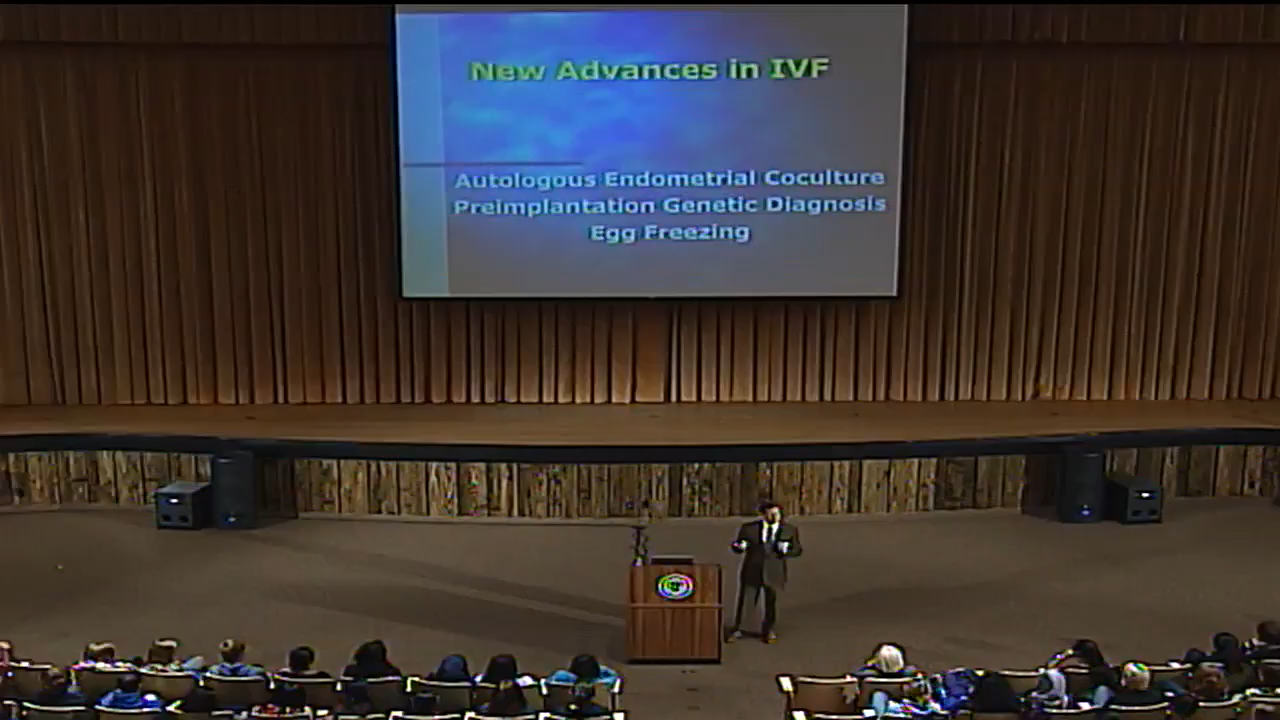 New Advances in IVF
Autologous Endometrial Coculture
Preimplantation Genetic Diagnosis
Egg Freezing